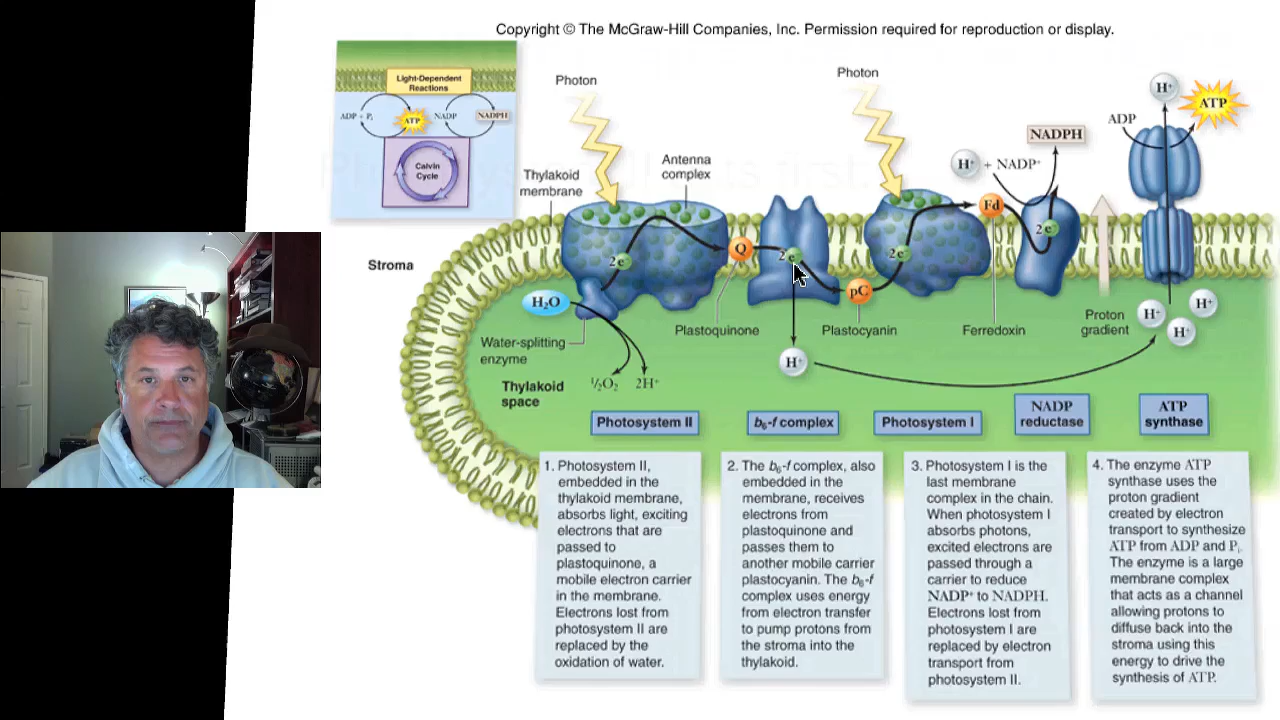 Copyright © The McGraw-Hill Companies, Inc. Permission required for reproduction or display.
Light-Dependent
Reactions
ADP + Pi
ATP
NADP
NADPH
Calvin
Cycle
Photon
Photon
Thylakoid
membrane
Antenna
complex
H⁺ + NADP⁺
NADPH
H⁺
ATP
ADP
Stroma
2e⁻
Q
2e⁻
pC
2e⁻
Fd
2e⁻
H₂O
Water-splitting
enzyme
Plastoquinone
Plastocyanin
Ferredoxin
Proton
gradient
H⁺
H⁺
H⁺
H⁺
Thylakoid
space
½O₂
2H⁺
Photosystem II
b₆-f complex
Photosystem I
NADP
reductase
ATP
synthase
1. Photosystem II,
embedded in the
thylakoid membrane,
absorbs light, exciting
electrons that are
passed to
plastoquinone, a
mobile electron carrier
in the membrane.
Electrons lost from
photosystem II are
replaced by the
oxidation of water.
2. The b₆-f complex, also
embedded in the
membrane, receives
electrons from
plastoquinone and
passes them to
another mobile carrier
plastocyanin. The b₆-f
complex uses energy
from electron transfer
to pump protons from
the stroma into the
thylakoid.
3. Photosystem I is the
last membrane
complex in the chain.
When photosystem I
absorbs photons,
excited electrons are
passed through a
carrier to reduce
NADP⁺ to NADPH.
Electrons lost from
photosystem I are
replaced by electron
transport from
photosystem II.
4. The enzyme ATP
synthase uses the
proton gradient
created by electron
transport to synthesize
ATP from ADP and Pi.
The enzyme is a large
membrane complex
that acts as a channel
allowing protons to
diffuse back into the
stroma using this
energy to drive the
synthesis of ATP.